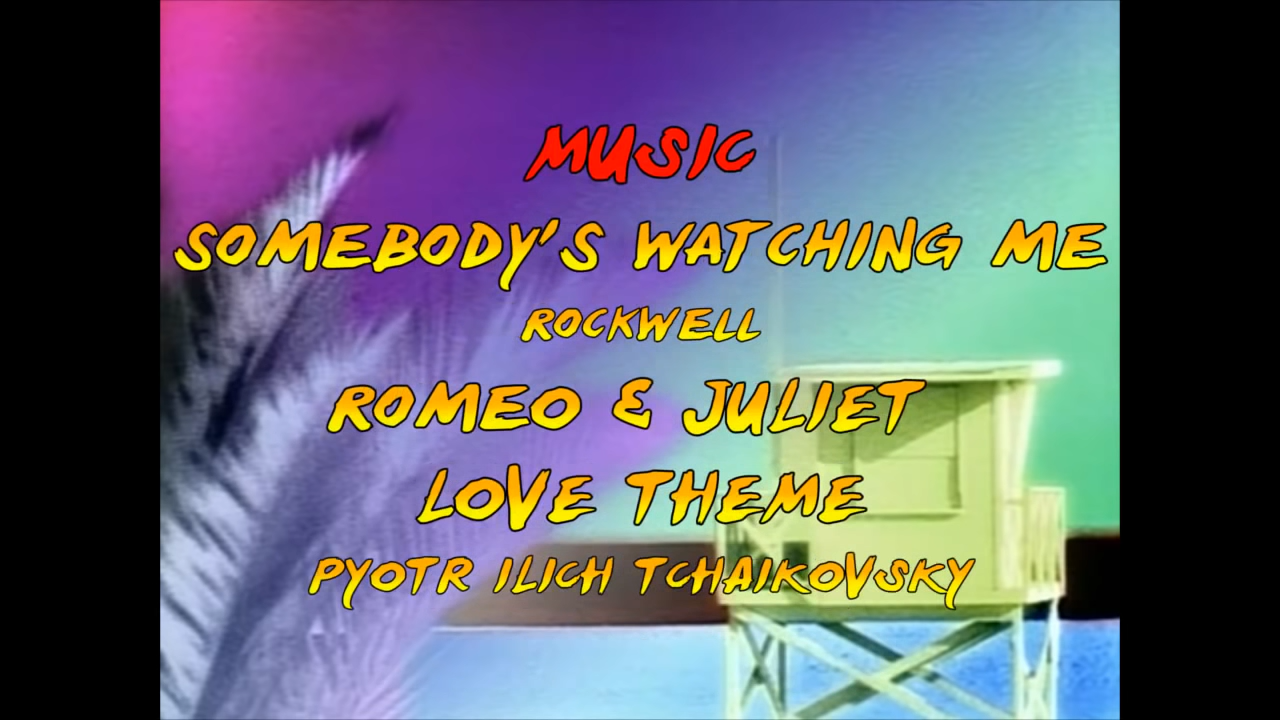 MUSIC
SOMEBODY'S WATCHING ME
ROCKWELL
ROMEO & JULIET
LOVE THEME
PYOTR ILICH TCHAIKOVSKY